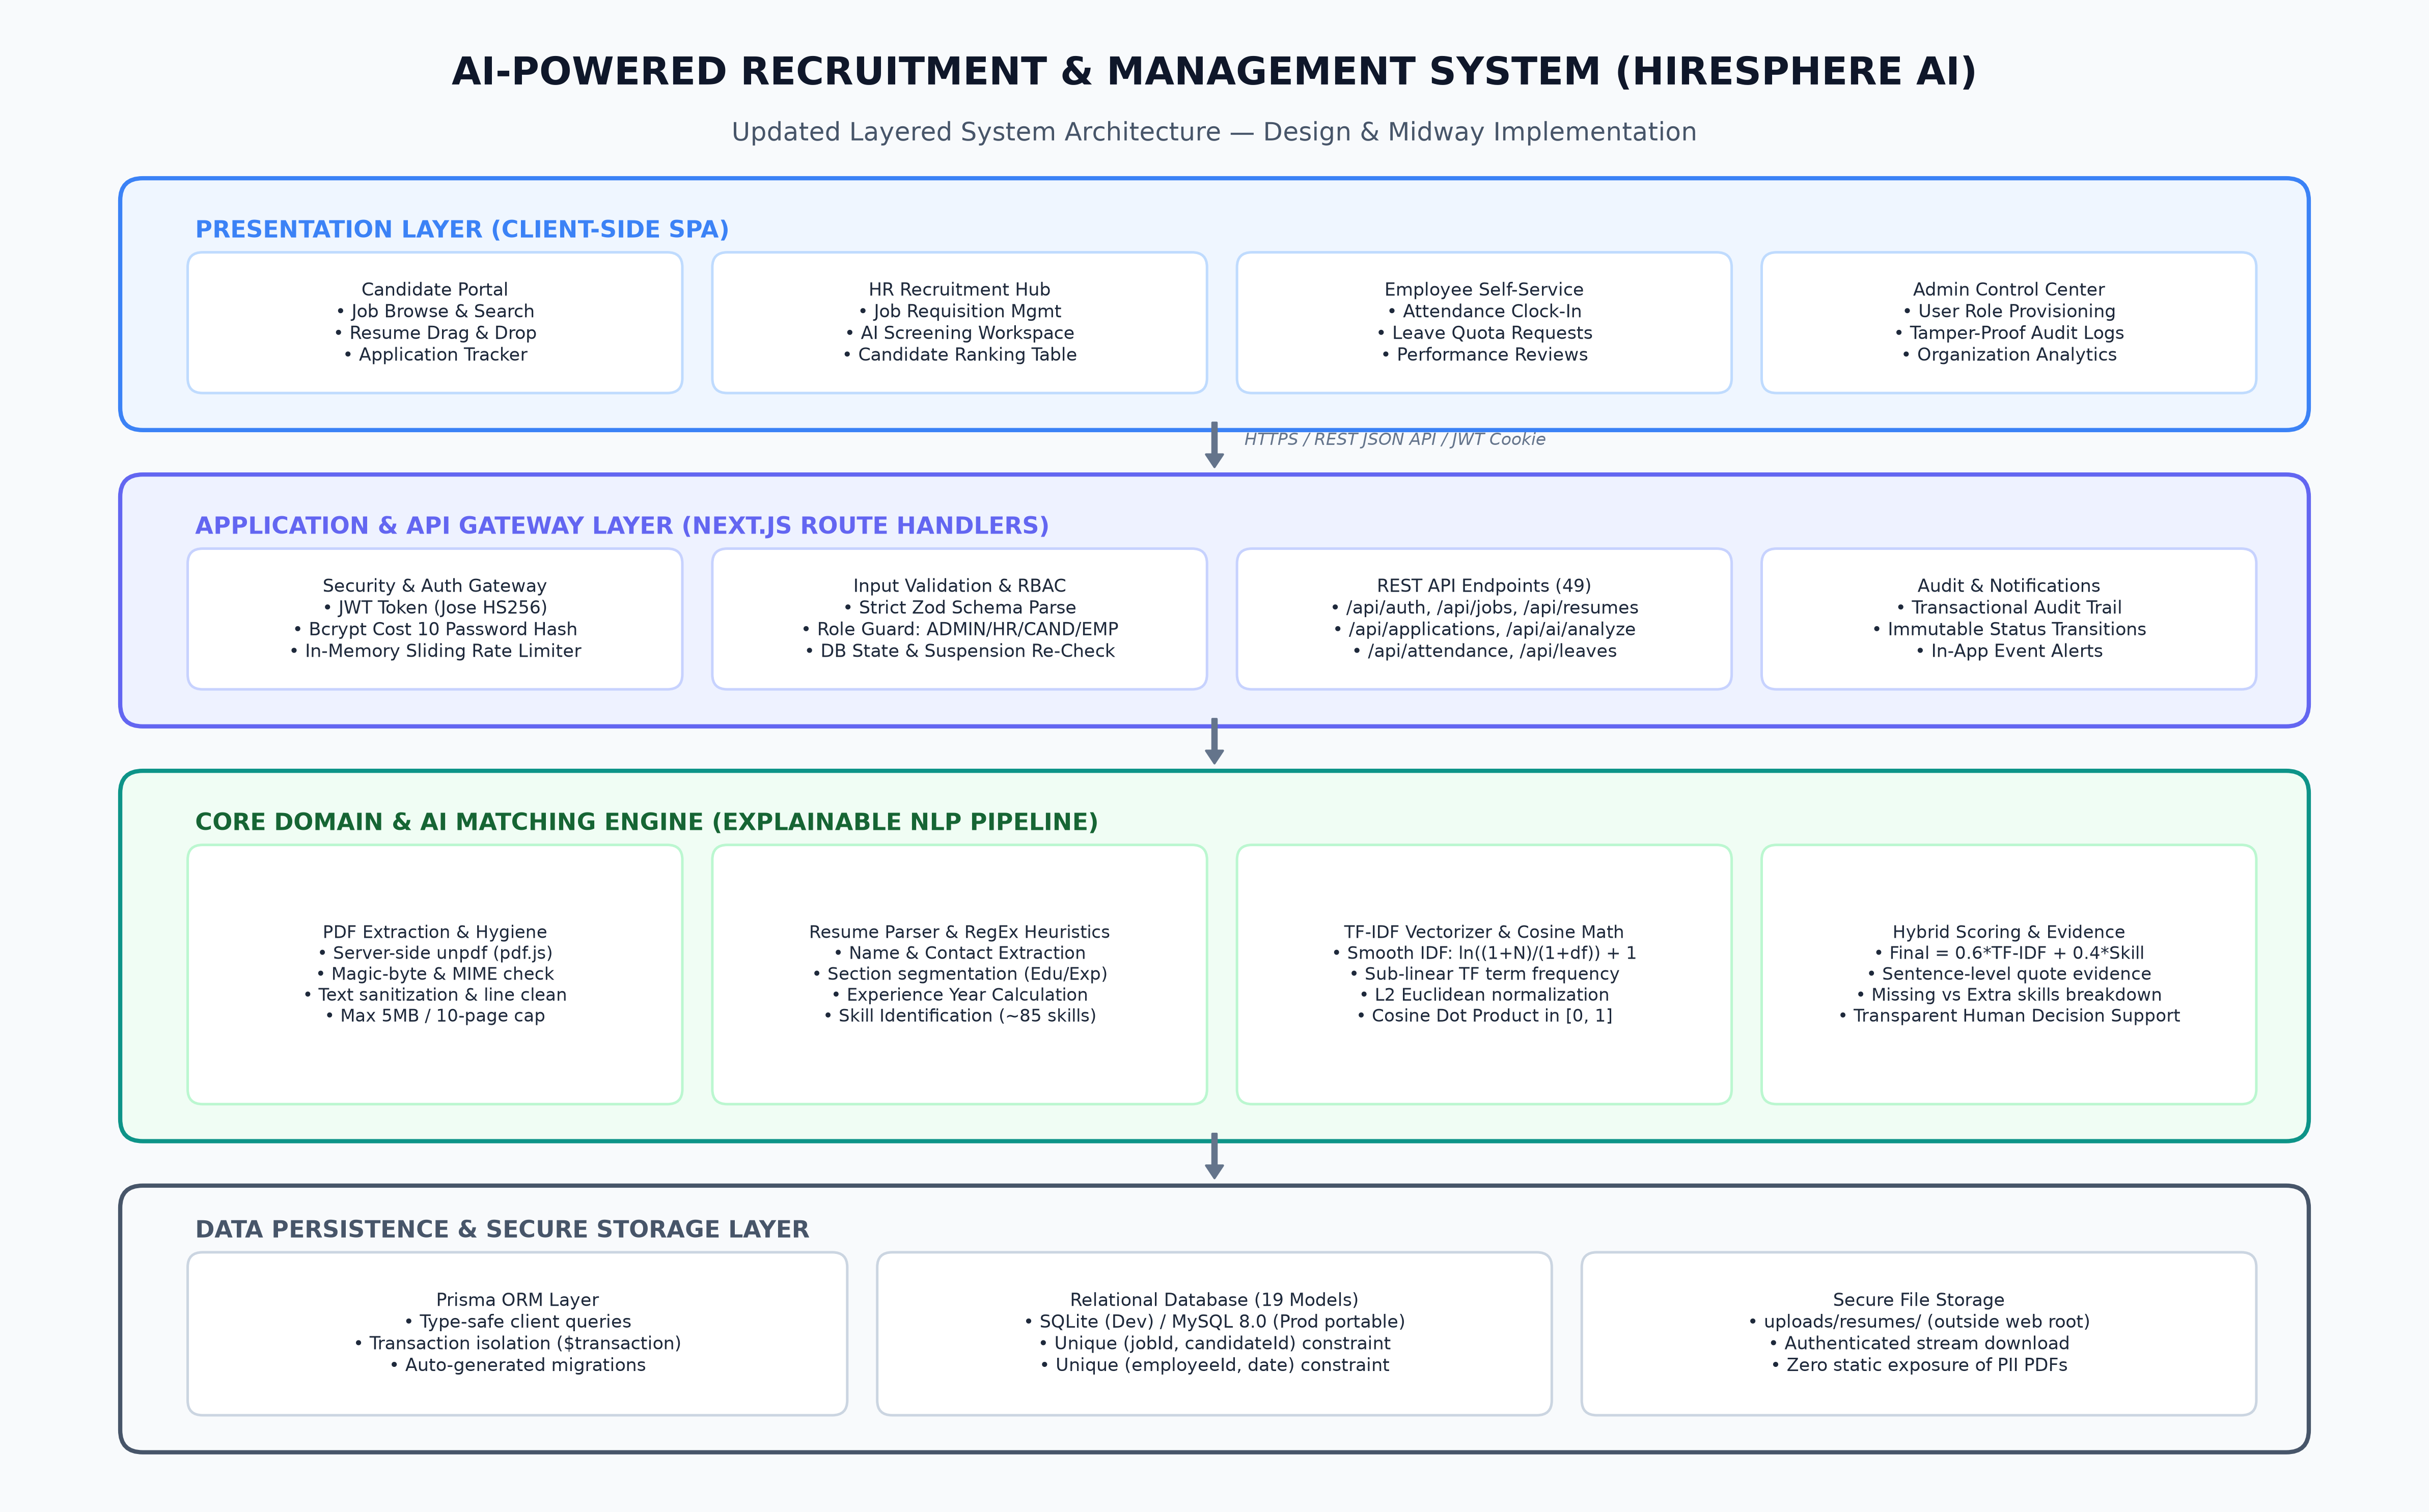 AI-POWERED RECRUITMENT & MANAGEMENT SYSTEM (HIRESPHERE AI)
Updated Layered System Architecture — Design & Midway Implementation
PRESENTATION LAYER (CLIENT-SIDE SPA)
Candidate Portal
• Job Browse & Search
• Resume Drag & Drop
• Application Tracker
HR Recruitment Hub
• Job Requisition Mgmt
• AI Screening Workspace
• Candidate Ranking Table
Employee Self-Service
• Attendance Clock-In
• Leave Quota Requests
• Performance Reviews
Admin Control Center
• User Role Provisioning
• Tamper-Proof Audit Logs
• Organization Analytics
HTTPS / REST JSON API / JWT Cookie
APPLICATION & API GATEWAY LAYER (NEXT.JS ROUTE HANDLERS)
Security & Auth Gateway
• JWT Token (Jose HS256)
• Bcrypt Cost 10 Password Hash
• In-Memory Sliding Rate Limiter
Input Validation & RBAC
• Strict Zod Schema Parse
• Role Guard: ADMIN/HR/CAND/EMP
• DB State & Suspension Re-Check
REST API Endpoints (49)
• /api/auth, /api/jobs, /api/resumes
• /api/applications, /api/ai/analyze
• /api/attendance, /api/leaves
Audit & Notifications
• Transactional Audit Trail
• Immutable Status Transitions
• In-App Event Alerts
CORE DOMAIN & AI MATCHING ENGINE (EXPLAINABLE NLP PIPELINE)
PDF Extraction & Hygiene
• Server-side unpdf (pdf.js)
• Magic-byte & MIME check
• Text sanitization & line clean
• Max 5MB / 10-page cap
Resume Parser & RegEx Heuristics
• Name & Contact Extraction
• Section segmentation (Edu/Exp)
• Experience Year Calculation
• Skill Identification (~85 skills)
TF-IDF Vectorizer & Cosine Math
• Smooth IDF: ln((1+N)/(1+df)) + 1
• Sub-linear TF term frequency
• L2 Euclidean normalization
• Cosine Dot Product in [0, 1]
Hybrid Scoring & Evidence
• Final = 0.6*TF-IDF + 0.4*Skill
• Sentence-level quote evidence
• Missing vs Extra skills breakdown
• Transparent Human Decision Support
DATA PERSISTENCE & SECURE STORAGE LAYER
Prisma ORM Layer
• Type-safe client queries
• Transaction isolation ($transaction)
• Auto-generated migrations
Relational Database (19 Models)
• SQLite (Dev) / MySQL 8.0 (Prod portable)
• Unique (jobId, candidateId) constraint
• Unique (employeeId, date) constraint
Secure File Storage
• uploads/resumes/ (outside web root)
• Authenticated stream download
• Zero static exposure of PII PDFs